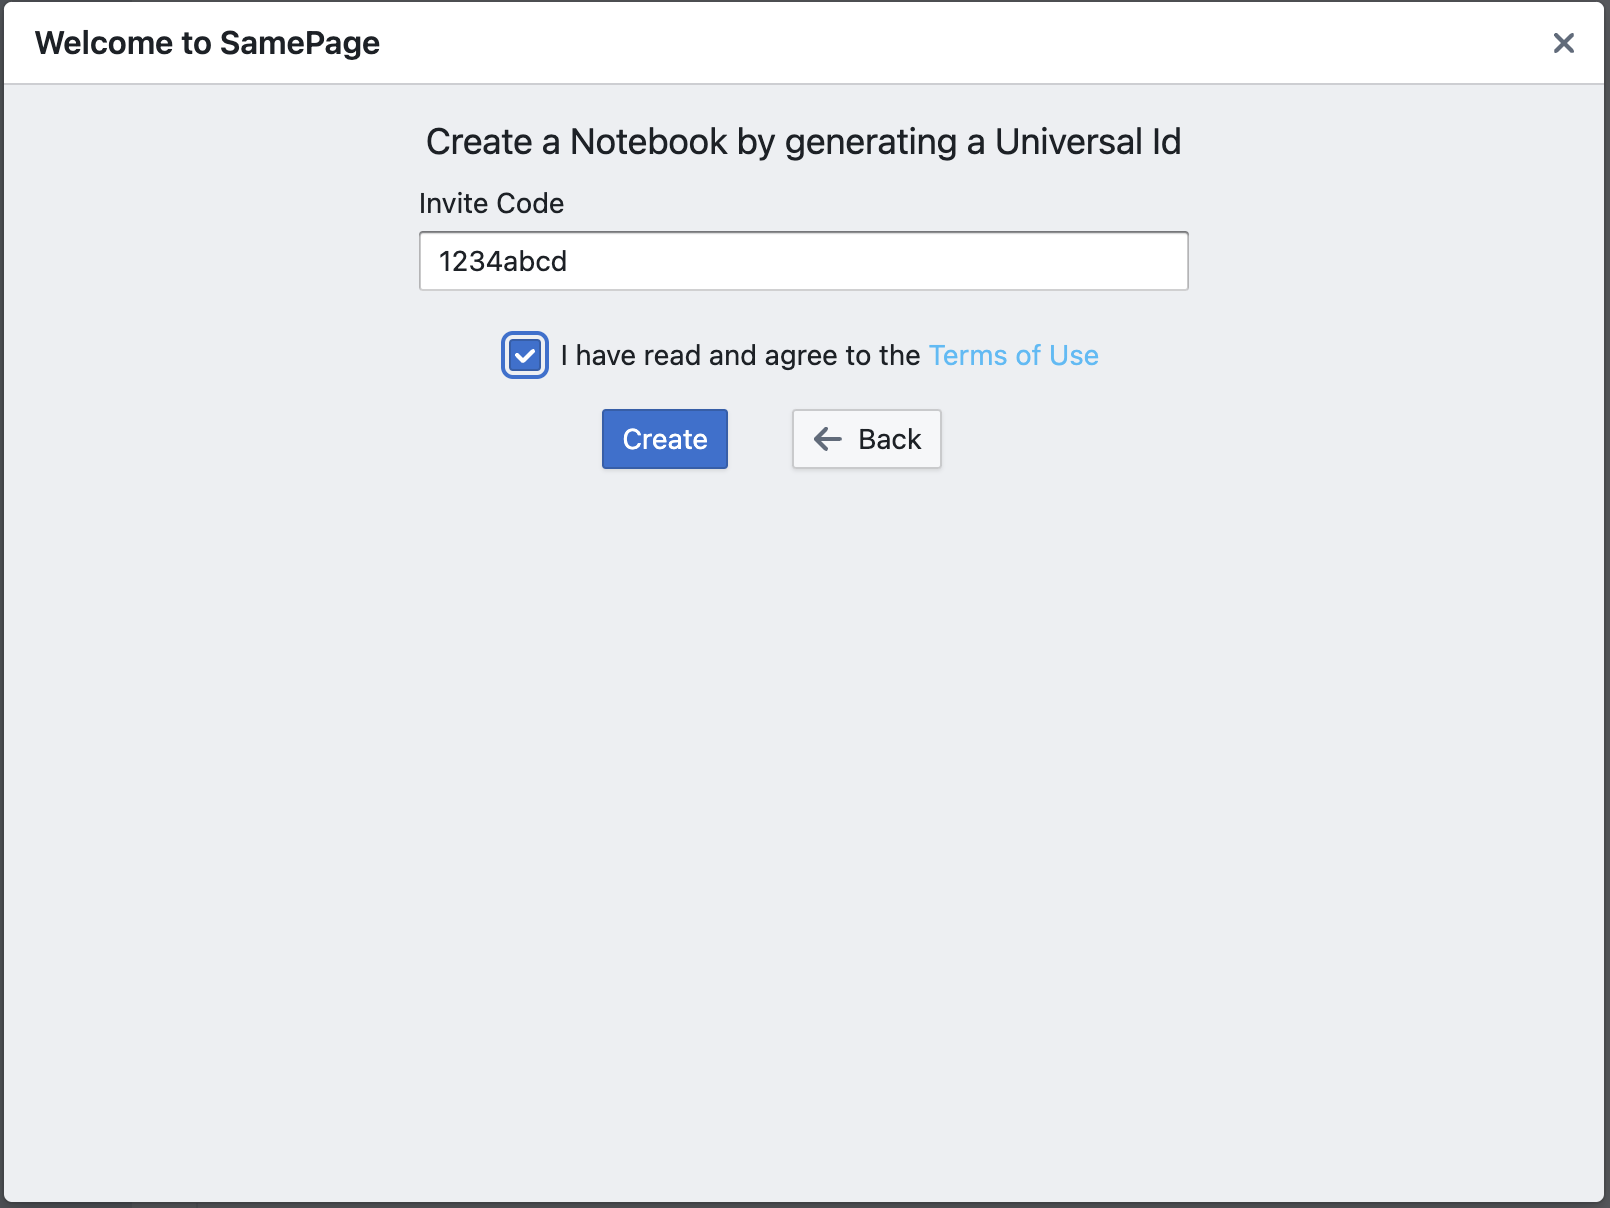 Welcome to SamePage
Create a Notebook by generating a Universal Id
Invite Code
1234abcd
I have read and agree to the Terms of Use
Create
Back